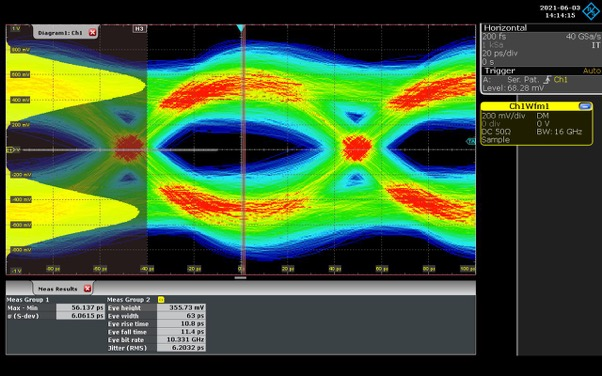 2021-06-03
14:14:15
Diagram1: Ch1
H3
Horizontal
200 fs 40 GSa/s
1 kSa IT
20 ps/div
0 s
Trigger Auto
A: Ser. Pat. Ch1
Level: 68.28 mV
Ch1Wfm1
200 mV/div DM
0 div 0 V
DC 50Ω BW: 16 GHz
Sample
1 V
800 mV
600 mV
400 mV
200 mV
-200 mV
-400 mV
-600 mV
-800 mV
-1 V
-80 ps -60 ps -40 ps -20 ps 0 s 20 ps 40 ps 60 ps 80 ps 100 ps
Meas Results
Meas Group 1 Meas Group 2
Max - Min 56.137 ps Eye height 355.73 mV
σ (S-dev) 6.0615 ps Eye width 63 ps
Eye rise time 10.8 ps
Eye fall time 11.4 ps
Eye bit rate 10.331 GHz
Jitter (RMS) 6.2032 ps